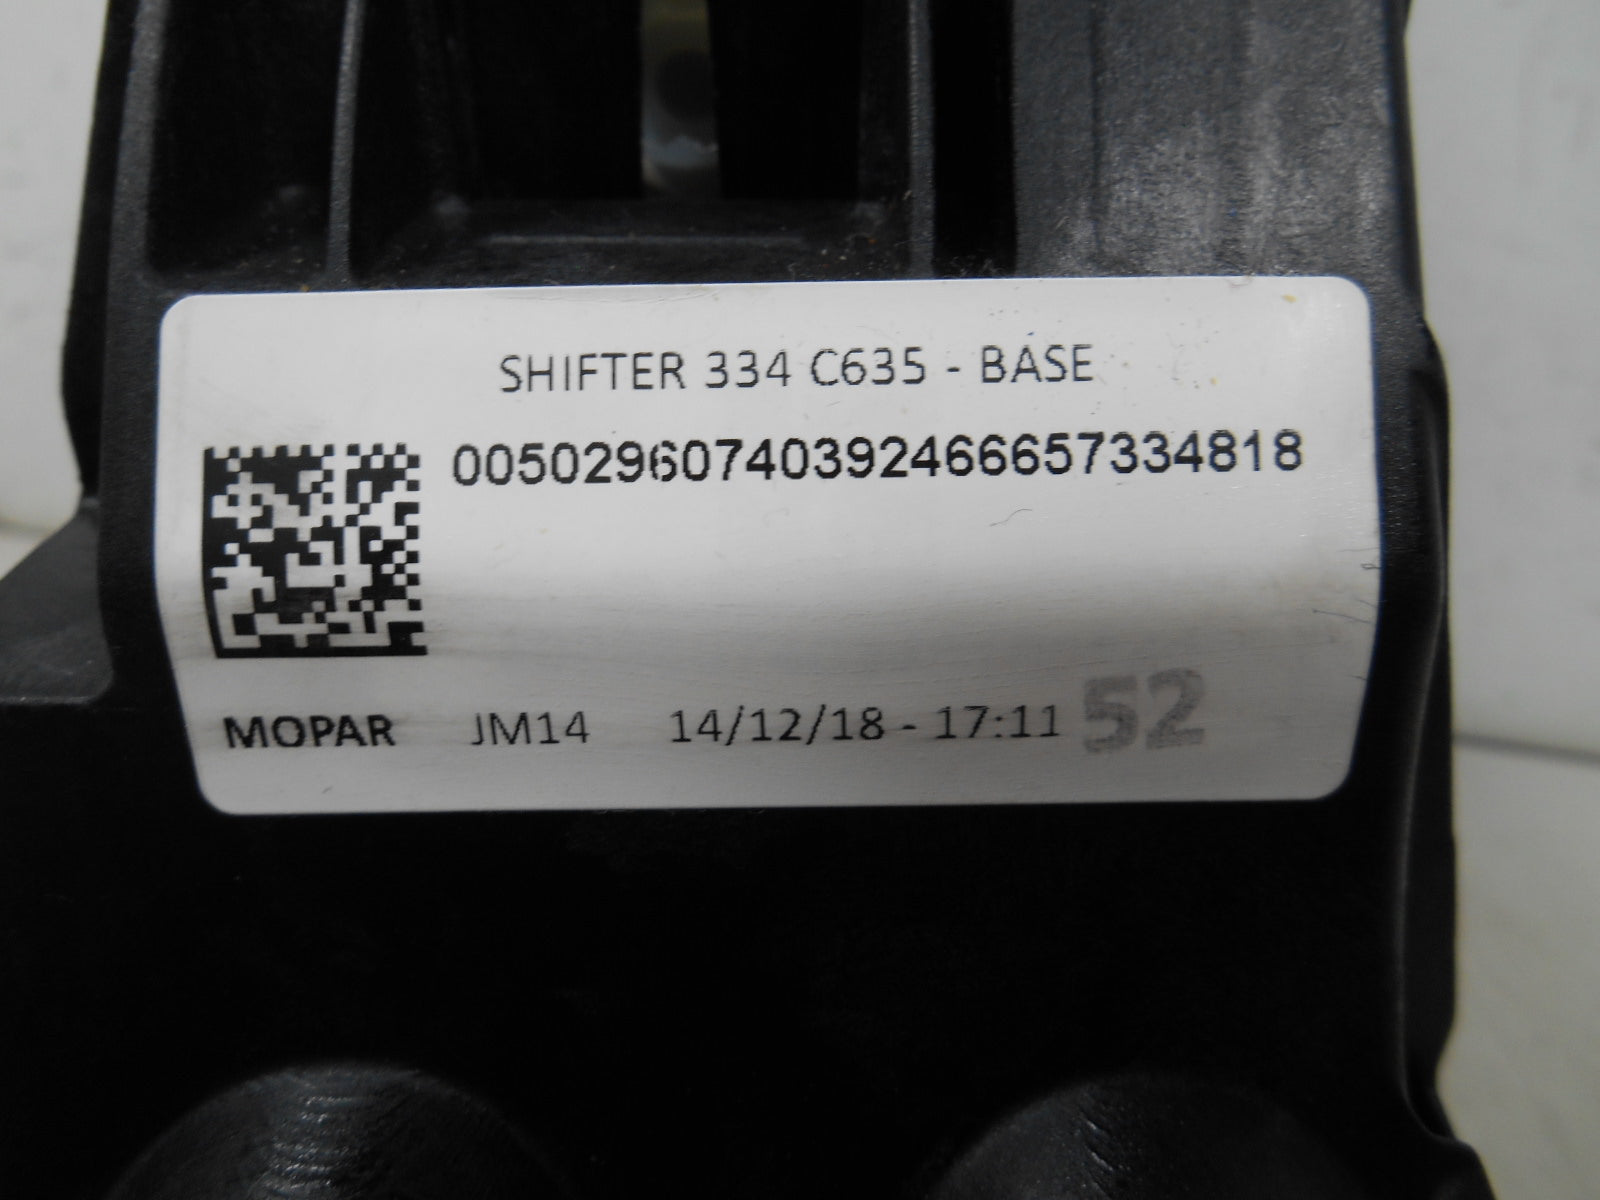 SHIFTER 334 C635 - BASE
00502960740392466657334818
MOPAR JM14 14/12/18 - 17:11 52